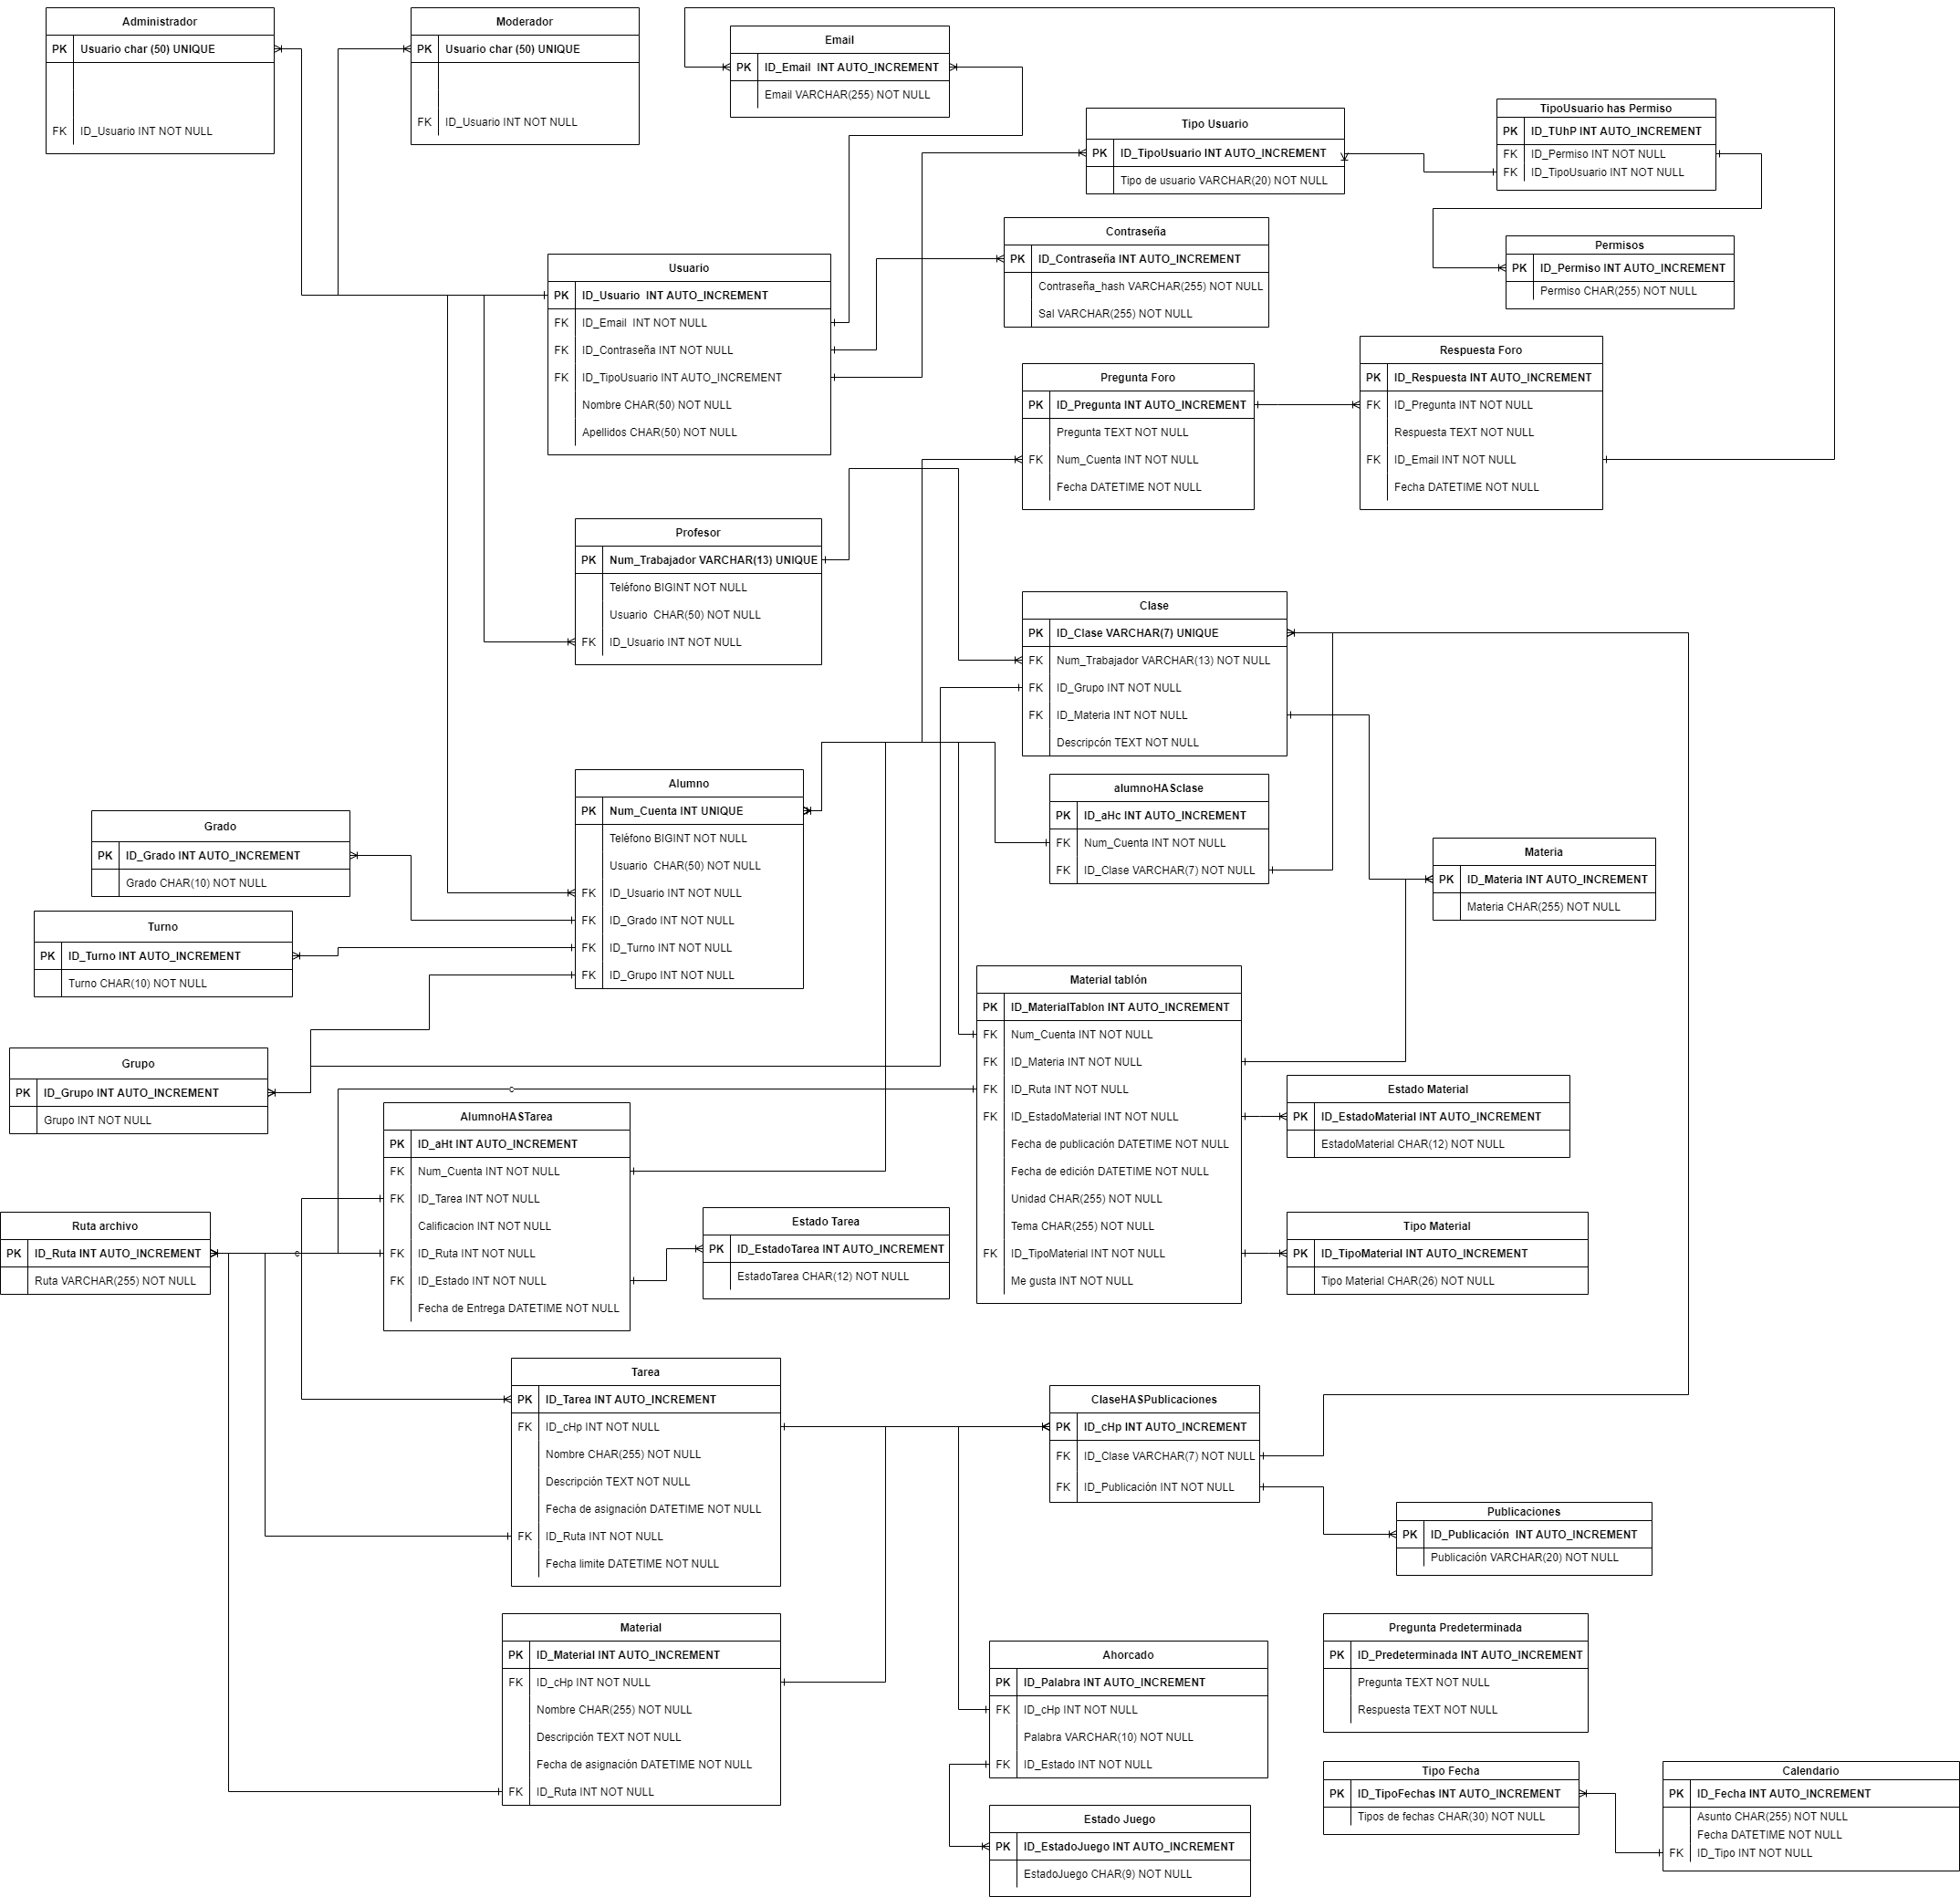 Administrador
PK Usuario char (50) UNIQUE
FK ID_Usuario INT NOT NULL
Moderador
PK Usuario char (50) UNIQUE
FK ID_Usuario INT NOT NULL
Email
PK ID_Email INT AUTO_INCREMENT
Email VARCHAR(255) NOT NULL
Tipo Usuario
PK ID_TipoUsuario INT AUTO_INCREMENT
Tipo de usuario VARCHAR(20) NOT NULL
TipoUsuario has Permiso
PK ID_TUhP INT AUTO_INCREMENT
FK ID_Permiso INT NOT NULL
FK ID_TipoUsuario INT NOT NULL
Contraseña
PK ID_Contraseña INT AUTO_INCREMENT
Contraseña_hash VARCHAR(255) NOT NULL
Sal VARCHAR(255) NOT NULL
Permisos
PK ID_Permiso INT AUTO_INCREMENT
Permiso CHAR(255) NOT NULL
Usuario
PK ID_Usuario INT AUTO_INCREMENT
FK ID_Email INT NOT NULL
FK ID_Contraseña INT NOT NULL
FK ID_TipoUsuario INT AUTO_INCREMENT
Nombre CHAR(50) NOT NULL
Apellidos CHAR(50) NOT NULL
Pregunta Foro
PK ID_Pregunta INT AUTO_INCREMENT
Pregunta TEXT NOT NULL
FK Num_Cuenta INT NOT NULL
Fecha DATETIME NOT NULL
Respuesta Foro
PK ID_Respuesta INT AUTO_INCREMENT
FK ID_Pregunta INT NOT NULL
Respuesta TEXT NOT NULL
FK ID_Email INT NOT NULL
Fecha DATETIME NOT NULL
Profesor
PK Num_Trabajador VARCHAR(13) UNIQUE
Teléfono BIGINT NOT NULL
Usuario CHAR(50) NOT NULL
FK ID_Usuario INT NOT NULL
Clase
PK ID_Clase VARCHAR(7) UNIQUE
FK Num_Trabajador VARCHAR(13) NOT NULL
FK ID_Grupo INT NOT NULL
FK ID_Materia INT NOT NULL
Descripcón TEXT NOT NULL
Alumno
PK Num_Cuenta INT UNIQUE
Teléfono BIGINT NOT NULL
Usuario CHAR(50) NOT NULL
FK ID_Usuario INT NOT NULL
FK ID_Grado INT NOT NULL
FK ID_Turno INT NOT NULL
FK ID_Grupo INT NOT NULL
alumnoHASclase
PK ID_aHc INT AUTO_INCREMENT
FK Num_Cuenta INT NOT NULL
FK ID_Clase VARCHAR(7) NOT NULL
Grado
PK ID_Grado INT AUTO_INCREMENT
Grado CHAR(10) NOT NULL
Materia
PK ID_Materia INT AUTO_INCREMENT
Materia CHAR(255) NOT NULL
Turno
PK ID_Turno INT AUTO_INCREMENT
Turno CHAR(10) NOT NULL
Material tablón
PK ID_MaterialTablon INT AUTO_INCREMENT
FK Num_Cuenta INT NOT NULL
FK ID_Materia INT NOT NULL
FK ID_Ruta INT NOT NULL
FK ID_EstadoMaterial INT NOT NULL
Fecha de publicación DATETIME NOT NULL
Fecha de edición DATETIME NOT NULL
Unidad CHAR(255) NOT NULL
Tema CHAR(255) NOT NULL
FK ID_TipoMaterial INT NOT NULL
Me gusta INT NOT NULL
Grupo
PK ID_Grupo INT AUTO_INCREMENT
Grupo INT NOT NULL
c
Estado Material
PK ID_EstadoMaterial INT AUTO_INCREMENT
EstadoMaterial CHAR(12) NOT NULL
AlumnoHASTarea
PK ID_aHt INT AUTO_INCREMENT
FK Num_Cuenta INT NOT NULL
FK ID_Tarea INT NOT NULL
Calificacion INT NOT NULL
FK ID_Ruta INT NOT NULL
FK ID_Estado INT NOT NULL
Fecha de Entrega DATETIME NOT NULL
Ruta archivo
PK ID_Ruta INT AUTO_INCREMENT
Ruta VARCHAR(255) NOT NULL
c
Estado Tarea
PK ID_EstadoTarea INT AUTO_INCREMENT
EstadoTarea CHAR(12) NOT NULL
Tipo Material
PK ID_TipoMaterial INT AUTO_INCREMENT
Tipo Material CHAR(26) NOT NULL
Tarea
PK ID_Tarea INT AUTO_INCREMENT
FK ID_cHp INT NOT NULL
Nombre CHAR(255) NOT NULL
Descripción TEXT NOT NULL
Fecha de asignación DATETIME NOT NULL
FK ID_Ruta INT NOT NULL
Fecha limite DATETIME NOT NULL
ClaseHASPublicaciones
PK ID_cHp INT AUTO_INCREMENT
FK ID_Clase VARCHAR(7) NOT NULL
FK ID_Publicación INT NOT NULL
Publicaciones
PK ID_Publicación INT AUTO_INCREMENT
Publicación VARCHAR(20) NOT NULL
Material
PK ID_Material INT AUTO_INCREMENT
FK ID_cHp INT NOT NULL
Nombre CHAR(255) NOT NULL
Descripción TEXT NOT NULL
Fecha de asignación DATETIME NOT NULL
FK ID_Ruta INT NOT NULL
Ahorcado
PK ID_Palabra INT AUTO_INCREMENT
FK ID_cHp INT NOT NULL
Palabra VARCHAR(10) NOT NULL
FK ID_Estado INT NOT NULL
Pregunta Predeterminada
PK ID_Predeterminada INT AUTO_INCREMENT
Pregunta TEXT NOT NULL
Respuesta TEXT NOT NULL
Estado Juego
PK ID_EstadoJuego INT AUTO_INCREMENT
EstadoJuego CHAR(9) NOT NULL
Tipo Fecha
PK ID_TipoFechas INT AUTO_INCREMENT
Tipos de fechas CHAR(30) NOT NULL
Calendario
PK ID_Fecha INT AUTO_INCREMENT
Asunto CHAR(255) NOT NULL
Fecha DATETIME NOT NULL
FK ID_Tipo INT NOT NULL